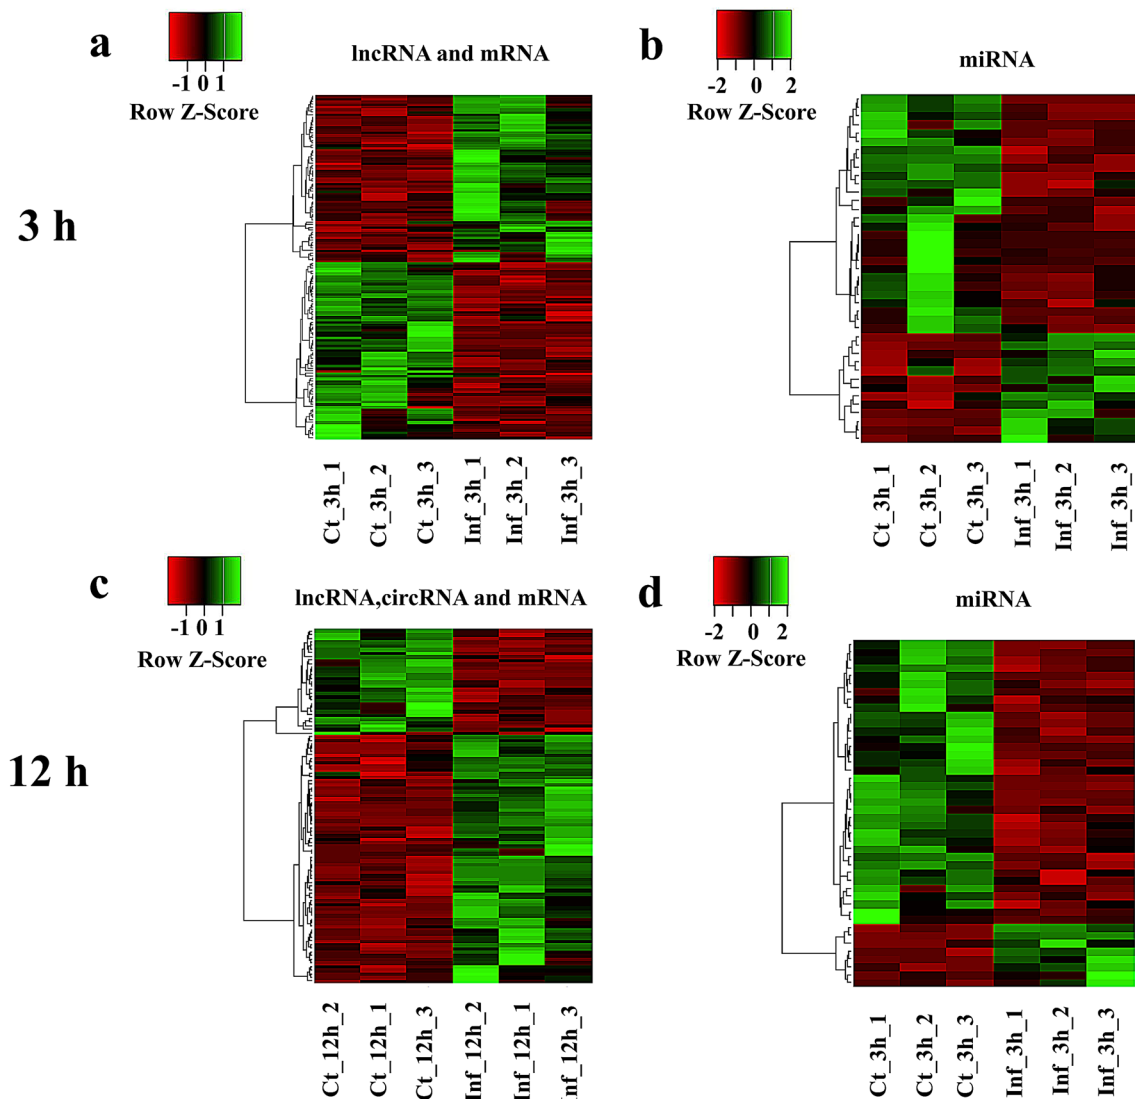 a
-1 0 1
Row Z-Score
lncRNA and mRNA
b
-2 0 2
Row Z-Score
miRNA
3 h
Ct_3h_1
Ct_3h_2
Ct_3h_3
Inf_3h_1
Inf_3h_2
Inf_3h_3
Ct_3h_1
Ct_3h_2
Ct_3h_3
Inf_3h_1
Inf_3h_2
Inf_3h_3
c
-1 0 1
Row Z-Score
lncRNA,circRNA and mRNA
d
-2 0 2
Row Z-Score
miRNA
12 h
Ct_12h_2
Ct_12h_1
Ct_12h_3
Inf_12h_2
Inf_12h_1
Inf_12h_3
Ct_3h_1
Ct_3h_2
Ct_3h_3
Inf_3h_1
Inf_3h_2
Inf_3h_3